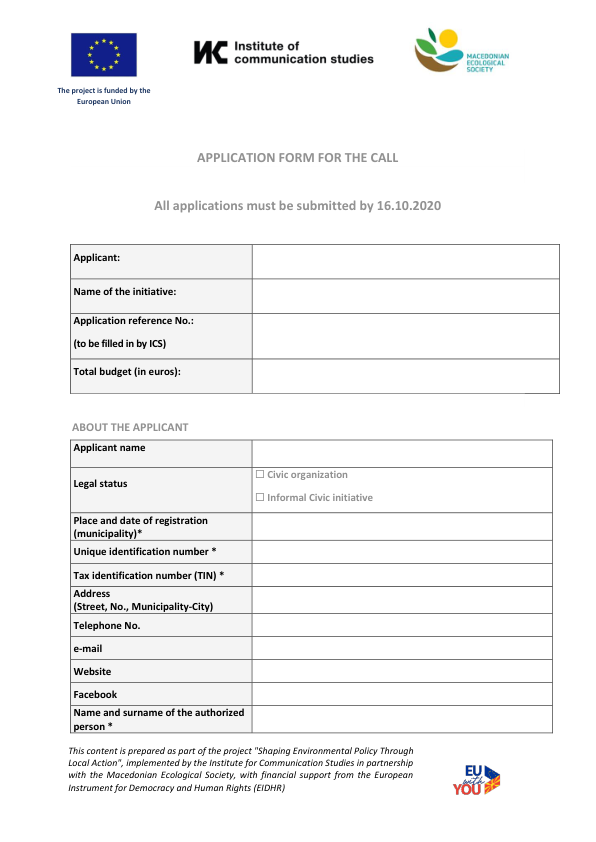 The project is funded by the
European Union
Institute of
communication studies
MACEDONIAN
ECOLOGICAL
SOCIETY
APPLICATION FORM FOR THE CALL
All applications must be submitted by 16.10.2020
Applicant:
Name of the initiative:
Application reference No.:
(to be filled in by ICS)
Total budget (in euros):
ABOUT THE APPLICANT
Applicant name
Legal status
☐ Civic organization
☐ Informal Civic initiative
Place and date of registration
(municipality)*
Unique identification number *
Tax identification number (TIN) *
Address
(Street, No., Municipality-City)
Telephone No.
e-mail
Website
Facebook
Name and surname of the authorized
person *
This content is prepared as part of the project "Shaping Environmental Policy Through
Local Action", implemented by the Institute for Communication Studies in partnership
with the Macedonian Ecological Society, with financial support from the European
Instrument for Democracy and Human Rights (EIDHR)
EU
with
YOU